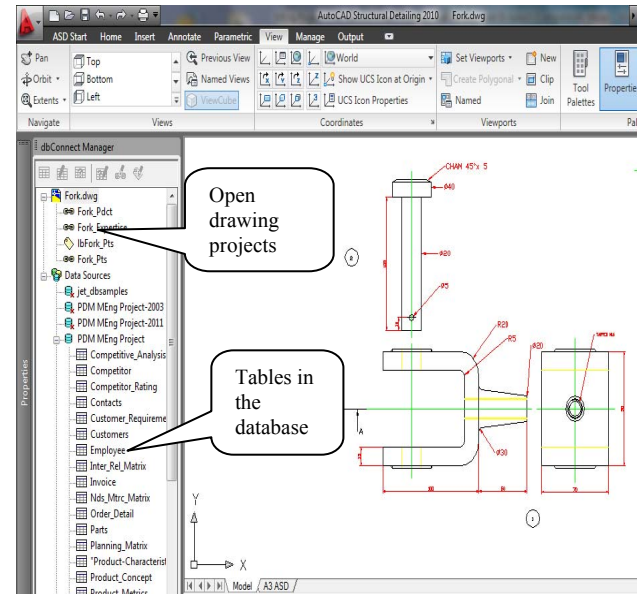 AutoCAD Structural Detailing 2010 Fork.dwg
ASD Start Home Insert Annotate Parametric View Manage Output
Pan
Orbit
Extents
Navigate
Top
Bottom
Left
Previous View
Named Views
ViewCube
Views
World
Show UCS Icon at Origin
UCS Icon Properties
Coordinates
Set Viewports
Create Polygonal
Named
New
Clip
Join
Viewports
Tool
Palettes
Propertie
Pal
dbConnect Manager
Fork.dwg
Fork_Pdct
Fork_Expertise
lbFork_Pts
Fork_Pts
Data Sources
jet_dbsamples
PDM MEng Project-2003
PDM MEng Project-2011
PDM MEng Project
Competitive_Analysis
Competitor
Competitor_Rating
Contacts
Customer_Requireme
Customers
Employee
Inter_Rel_Matrix
Invoice
Nds_Mtrc_Matrix
Order_Detail
Parts
Planning_Matrix
"Product-Characterist
Product_Concept
Product_Metrics
Properties
Open
drawing
projects
Tables in
the
database
CHAN 45°x 5
Ø40
Ø20
Ø5
R20
R5
Ø20
Ø30
A
Y
X
Model A3 ASD